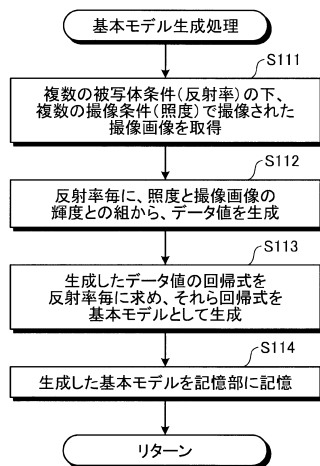 基本モデル生成処理
S111
複数の被写体条件(反射率)の下、
複数の撮像条件(照度)で撮像された
撮像画像を取得
S112
反射率毎に、照度と撮像画像の
輝度との組から、データ値を生成
S113
生成したデータ値の回帰式を
反射率毎に求め、それら回帰式を
基本モデルとして生成
S114
生成した基本モデルを記憶部に記憶
リターン